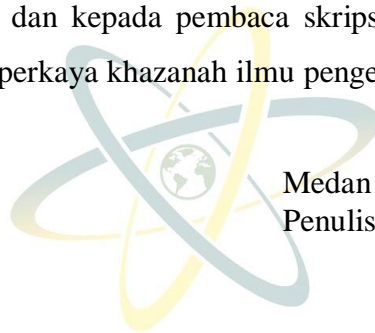 dan kepada pembaca skrips
perkaya khazanah ilmu penge
Medan
Penulis